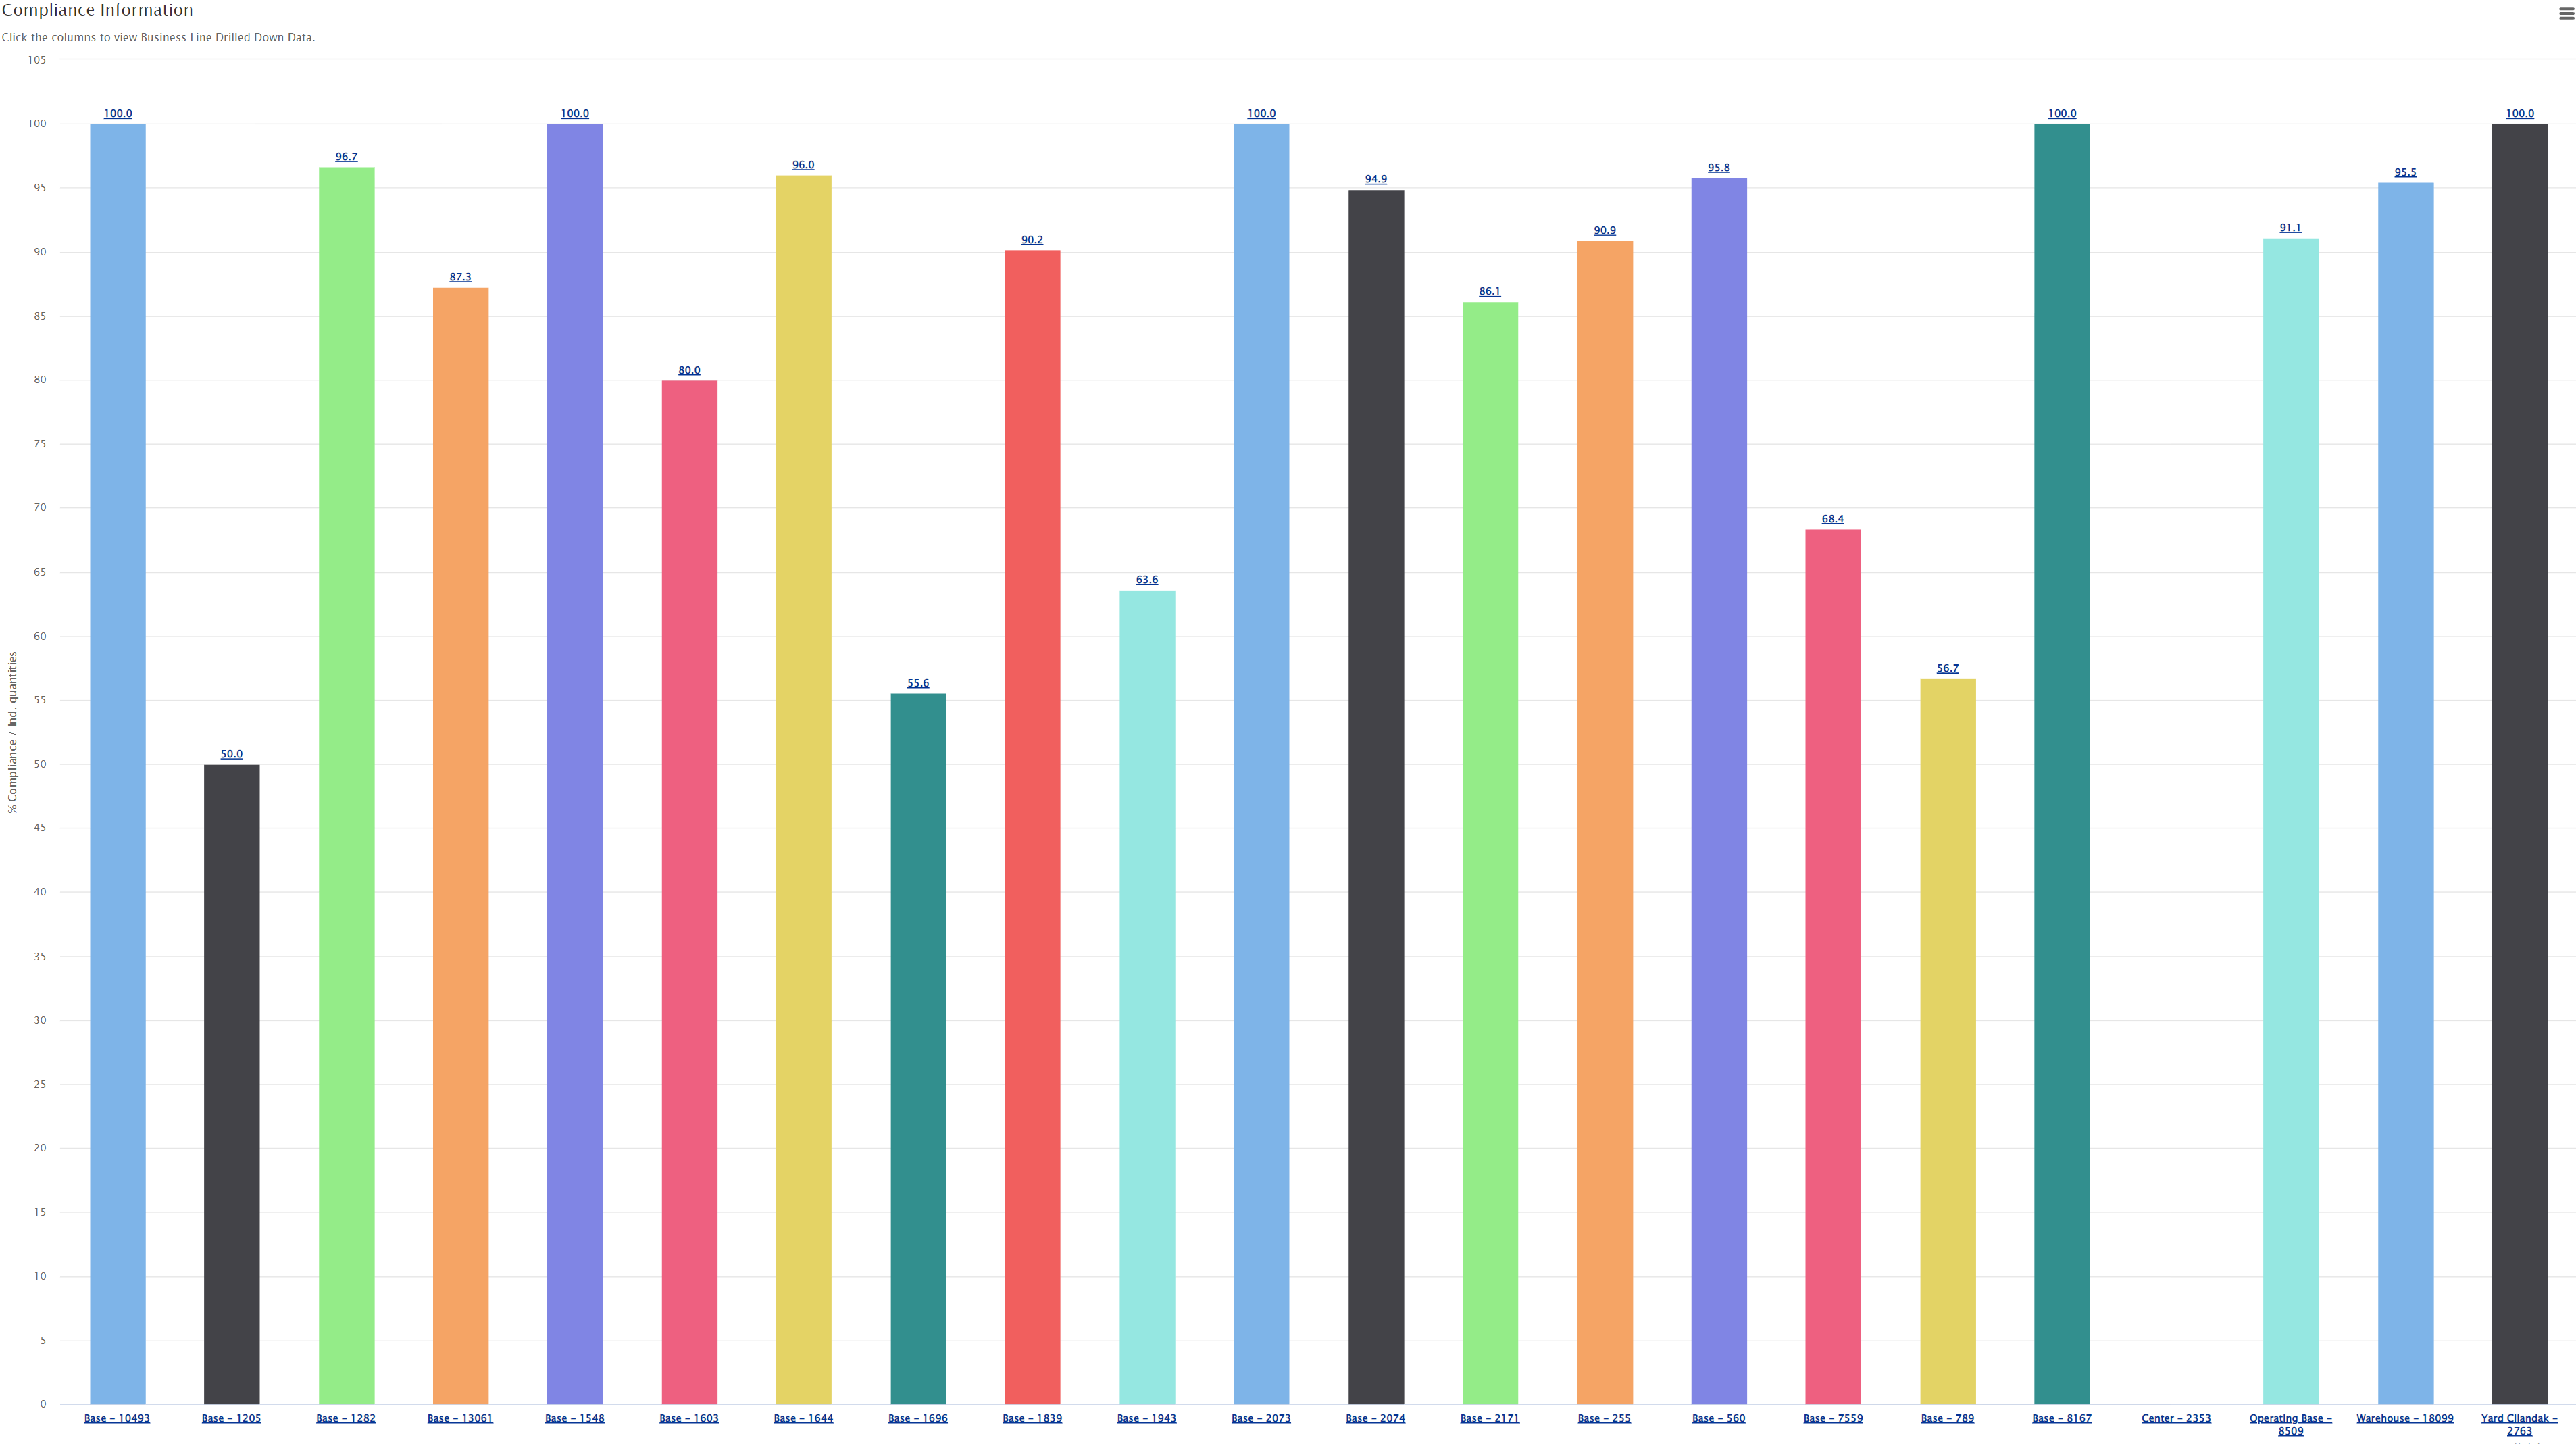 Compliance Information
Click the columns to view Business Line Drilled Down Data.
105
100
95
90
85
80
75
70
65
60
55
50
45
40
35
30
25
20
15
10
5
0
% Compliance / Ind. quantities
100.0
50.0
96.7
87.3
100.0
80.0
96.0
55.6
90.2
63.6
100.0
94.9
86.1
90.9
95.8
68.4
56.7
100.0
91.1
95.5
100.0
Base - 10493
Base - 1205
Base - 1282
Base - 13061
Base - 1548
Base - 1603
Base - 1644
Base - 1696
Base - 1839
Base - 1943
Base - 2073
Base - 2074
Base - 2171
Base - 255
Base - 560
Base - 7559
Base - 789
Base - 8167
Center - 2353
Operating Base -
8509
Warehouse - 18099
Yard Cilandak -
2763